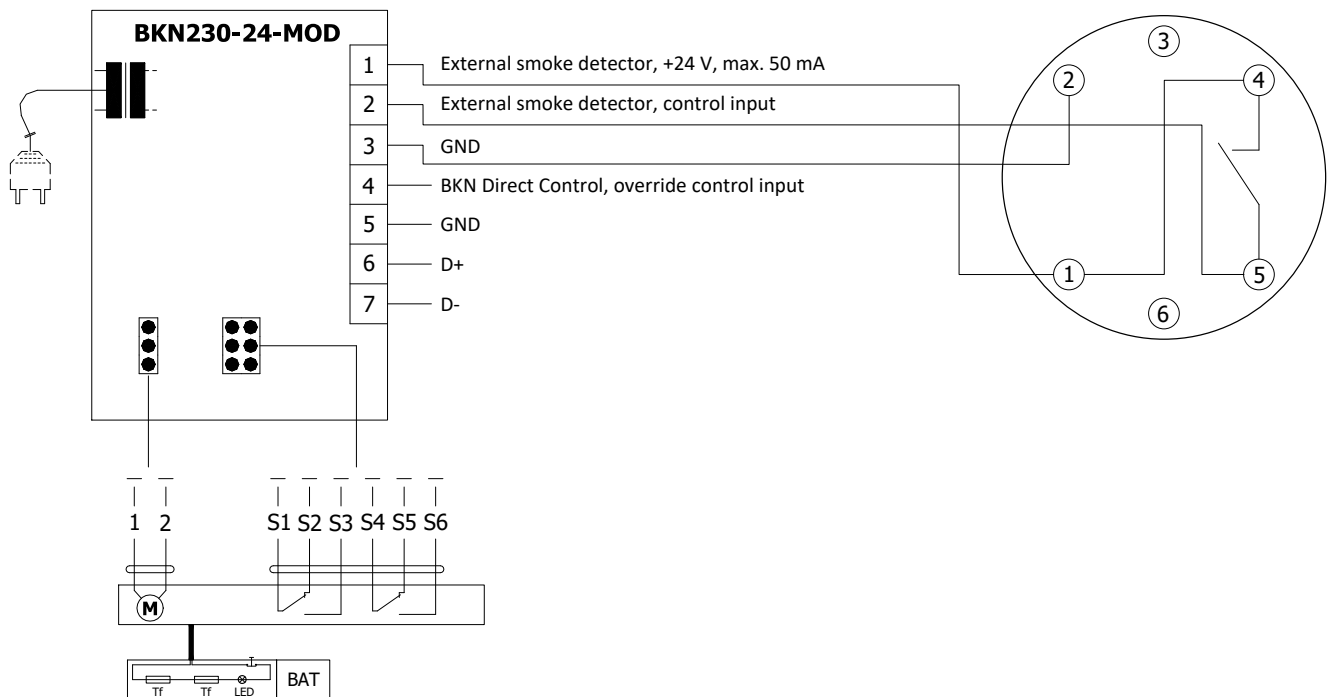 BKN230-24-MOD
1 External smoke detector, +24 V, max. 50 mA
2 External smoke detector, control input
3 GND
4 BKN Direct Control, override control input
5 GND
6 D+
7 D-
3
2 4
1 5
6
1 2 S1 S2 S3 S4 S5 S6
M
Tf Tf LED BAT